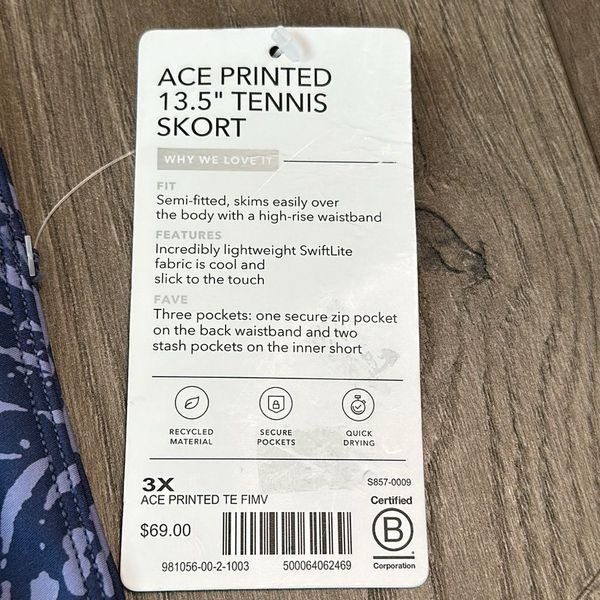 ACE PRINTED
13.5" TENNIS
SKORT
WHY WE LOVE IT
FIT
Semi-fitted, skims easily over
the body with a high-rise waistband
FEATURES
Incredibly lightweight SwiftLite
fabric is cool and
slick to the touch
FAVE
Three pockets: one secure zip pocket
on the back waistband and two
stash pockets on the inner short
RECYCLED
MATERIAL
SECURE
POCKETS
QUICK
DRYING
3X
S857-0009
ACE PRINTED TE FIMV
$69.00
981056-00-2-1003
500064062469
Certified
B
Corporation